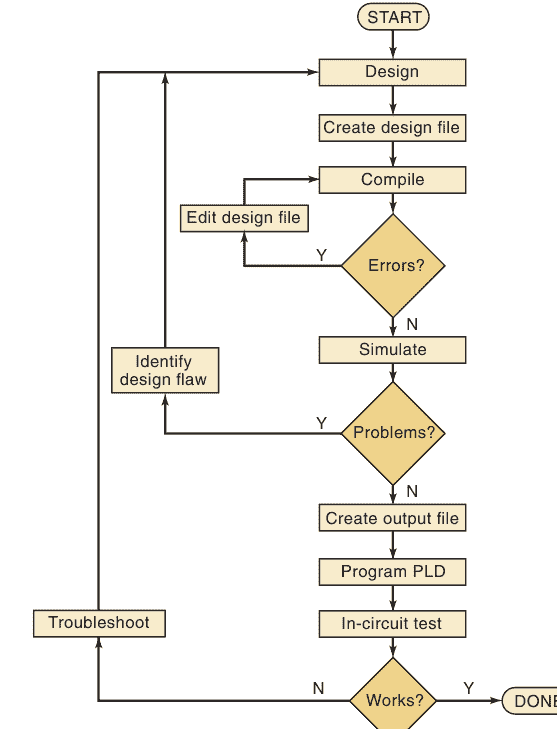 START
Design
Create design file
Compile
Edit design file
Y
Errors?
N
Simulate
Identify
design flaw
Y
Problems?
N
Create output file
Program PLD
Troubleshoot
In-circuit test
N
Works?
Y
DONE